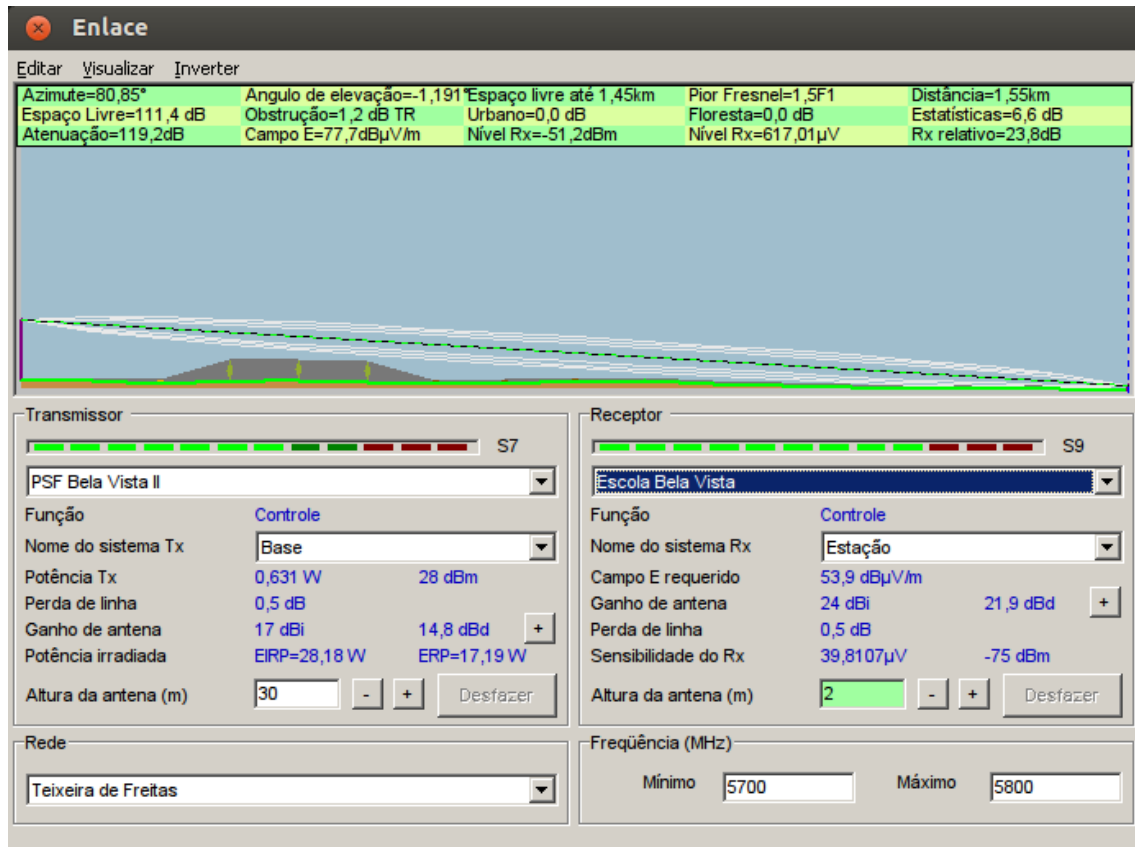 Enlace
Editar Visualizar Inverter
Azimute=80,85° Angulo de elevação=-1,191° Espaço livre até 1,45km Pior Fresnel=1,5F1 Distância=1,55km
Espaço Livre=111,4 dB Obstrução=1,2 dB TR Urbano=0,0 dB Floresta=0,0 dB Estatísticas=6,6 dB
Atenuação=119,2dB Campo E=77,7dBµV/m Nível Rx=-51,2dBm Nível Rx=617,01µV Rx relativo=23,8dB
Transmissor
S7
PSF Bela Vista II
Função Controle
Nome do sistema Tx Base
Potência Tx 0,631 W 28 dBm
Perda de linha 0,5 dB
Ganho de antena 17 dBi 14,8 dBd +
Potência irradiada EIRP=28,18 W ERP=17,19 W
Altura da antena (m) 30 - + Desfazer
Receptor
S9
Escola Bela Vista
Função Controle
Nome do sistema Rx Estação
Campo E requerido 53,9 dBµV/m
Ganho de antena 24 dBi 21,9 dBd +
Perda de linha 0,5 dB
Sensibilidade do Rx 39,8107µV -75 dBm
Altura da antena (m) 2 - + Desfazer
Rede
Teixeira de Freitas
Freqüência (MHz)
Mínimo 5700 Máximo 5800